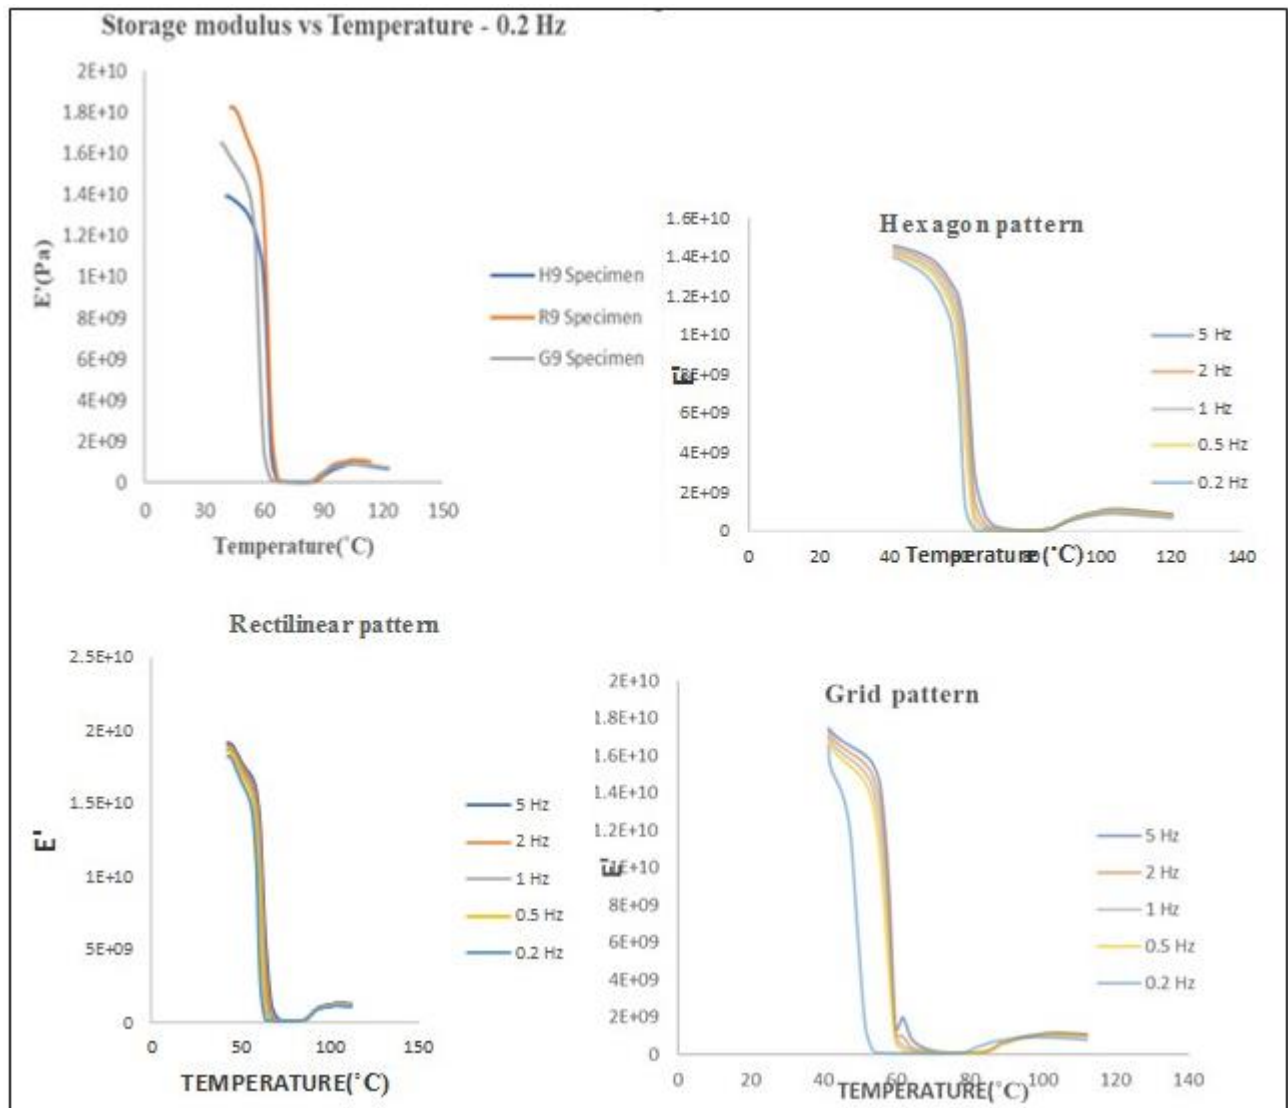 Storage modulus vs Temperature - 0.2 Hz
2E+10
1.8E+10
1.6E+10
1.4E+10
1.2E+10
1E+10
8E+09
6E+09
4E+09
2E+09
0
E'(Pa)
0 30 60 90 120 150
Temperature(˚C)
H9 Specimen
R9 Specimen
G9 Specimen
Hexagon pattern
1.6E+10
1.4E+10
1.2E+10
1E+10
8E+09
6E+09
4E+09
2E+09
0
E'
0 20 40 60 80 100 120 140
Temperature(˚C)
5 Hz
2 Hz
1 Hz
0.5 Hz
0.2 Hz
Rectilinear pattern
2.5E+10
2E+10
1.5E+10
1E+10
5E+09
0
E'
0 50 100 150
TEMPERATURE(˚C)
5 Hz
2 Hz
1 Hz
0.5 Hz
0.2 Hz
Grid pattern
2E+10
1.8E+10
1.6E+10
1.4E+10
1.2E+10
1E+10
8E+09
6E+09
4E+09
2E+09
0
E'
0 20 40 60 80 100 120 140
TEMPERATURE(˚C)
5 Hz
2 Hz
1 Hz
0.5 Hz
0.2 Hz